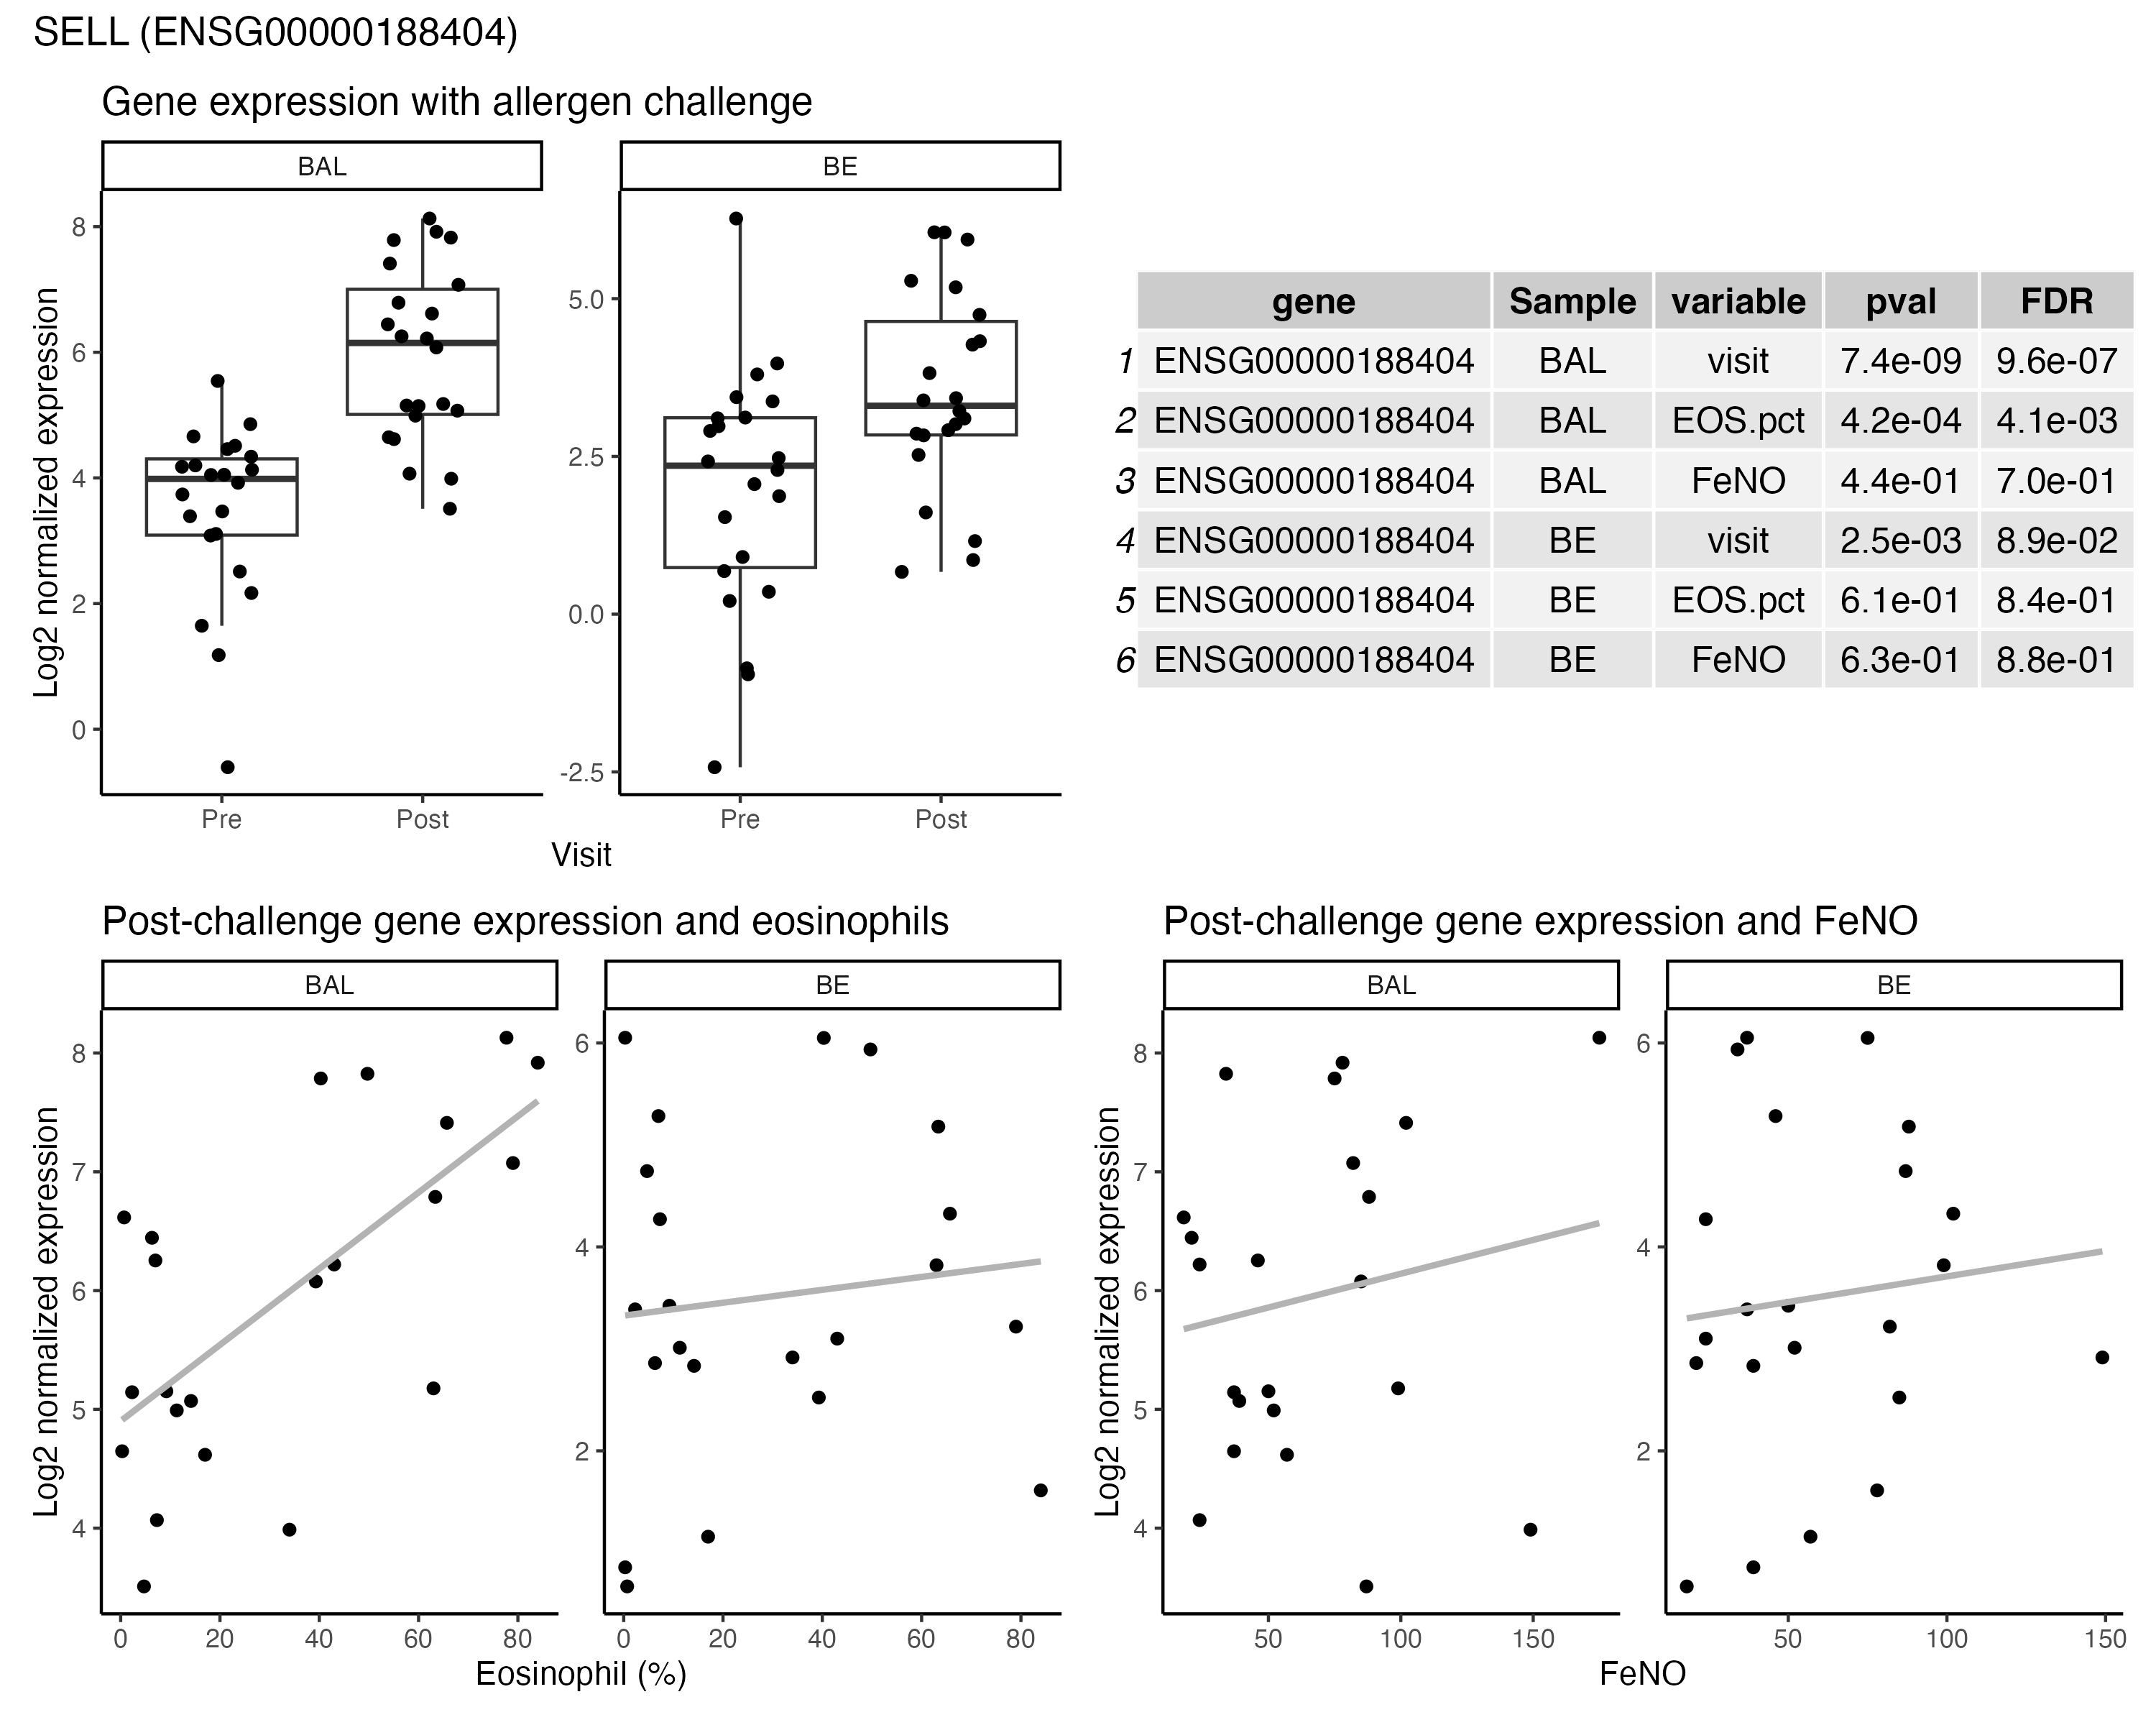 SELL (ENSG00000188404)
Gene expression with allergen challenge
BAL
BE
Log2 normalized expression
8
6
4
2
0
5.0
2.5
0.0
-2.5
Pre
Post
Pre
Post
Visit
gene Sample variable pval FDR
1 ENSG00000188404 BAL visit 7.4e-09 9.6e-07
2 ENSG00000188404 BAL EOS.pct 4.2e-04 4.1e-03
3 ENSG00000188404 BAL FeNO 4.4e-01 7.0e-01
4 ENSG00000188404 BE visit 2.5e-03 8.9e-02
5 ENSG00000188404 BE EOS.pct 6.1e-01 8.4e-01
6 ENSG00000188404 BE FeNO 6.3e-01 8.8e-01
Post-challenge gene expression and eosinophils
BAL
BE
Log2 normalized expression
8
7
6
5
4
6
4
2
0 20 40 60 80
0 20 40 60 80
Eosinophil (%)
Post-challenge gene expression and FeNO
BAL
BE
Log2 normalized expression
8
7
6
5
4
6
4
2
50 100 150
50 100 150
FeNO